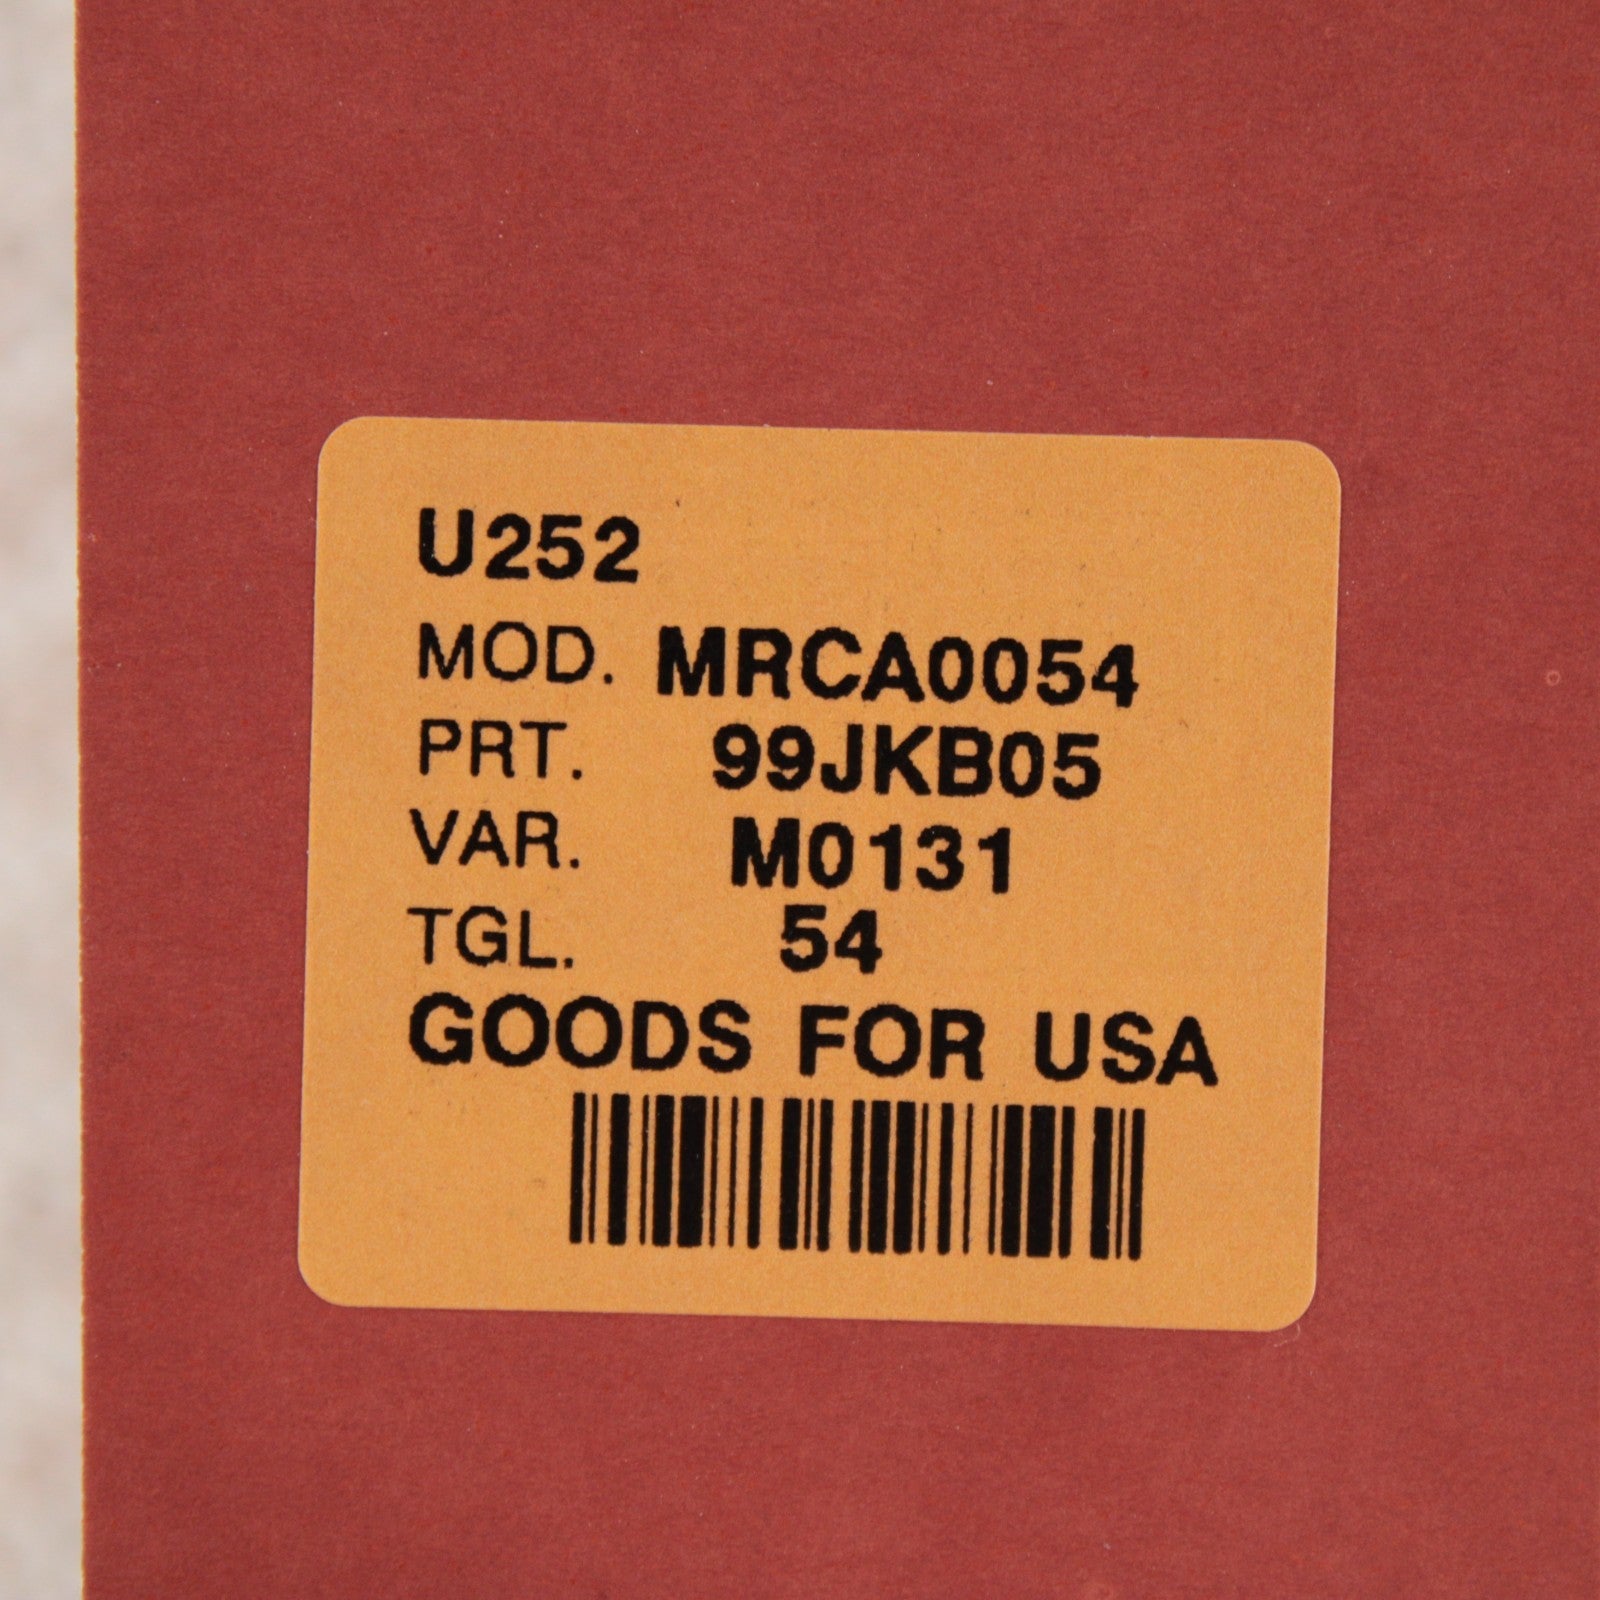 U252
MOD. MRCA0054
PRT. 99JKB05
VAR. M0131
TGL. 54
GOODS FOR USA